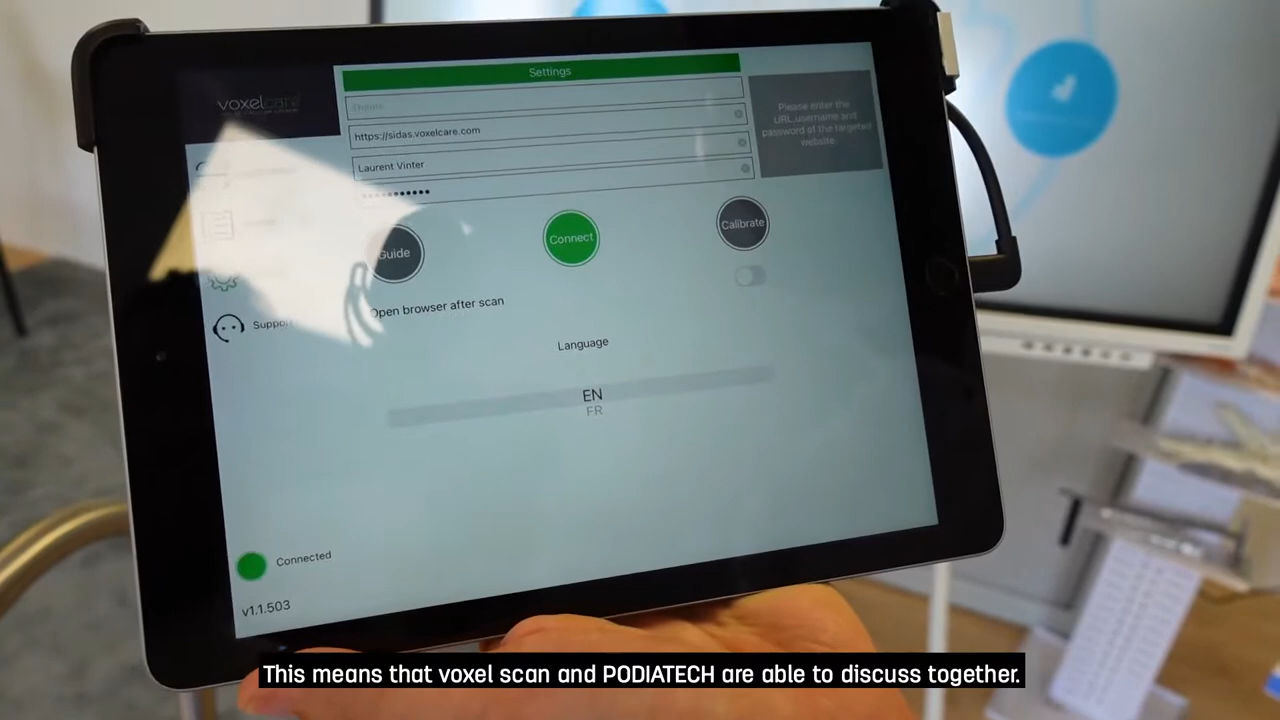 Settings
voxelcare
https://sidas.voxelcare.com
Laurent Vinter
Please enter the
URL,username and
password of the targeted
website.
Guide
Connect
Calibrate
Open browser after scan
Support
Language
EN
FR
Connected
v1.1.503
This means that voxel scan and PODIATECH are able to discuss together.